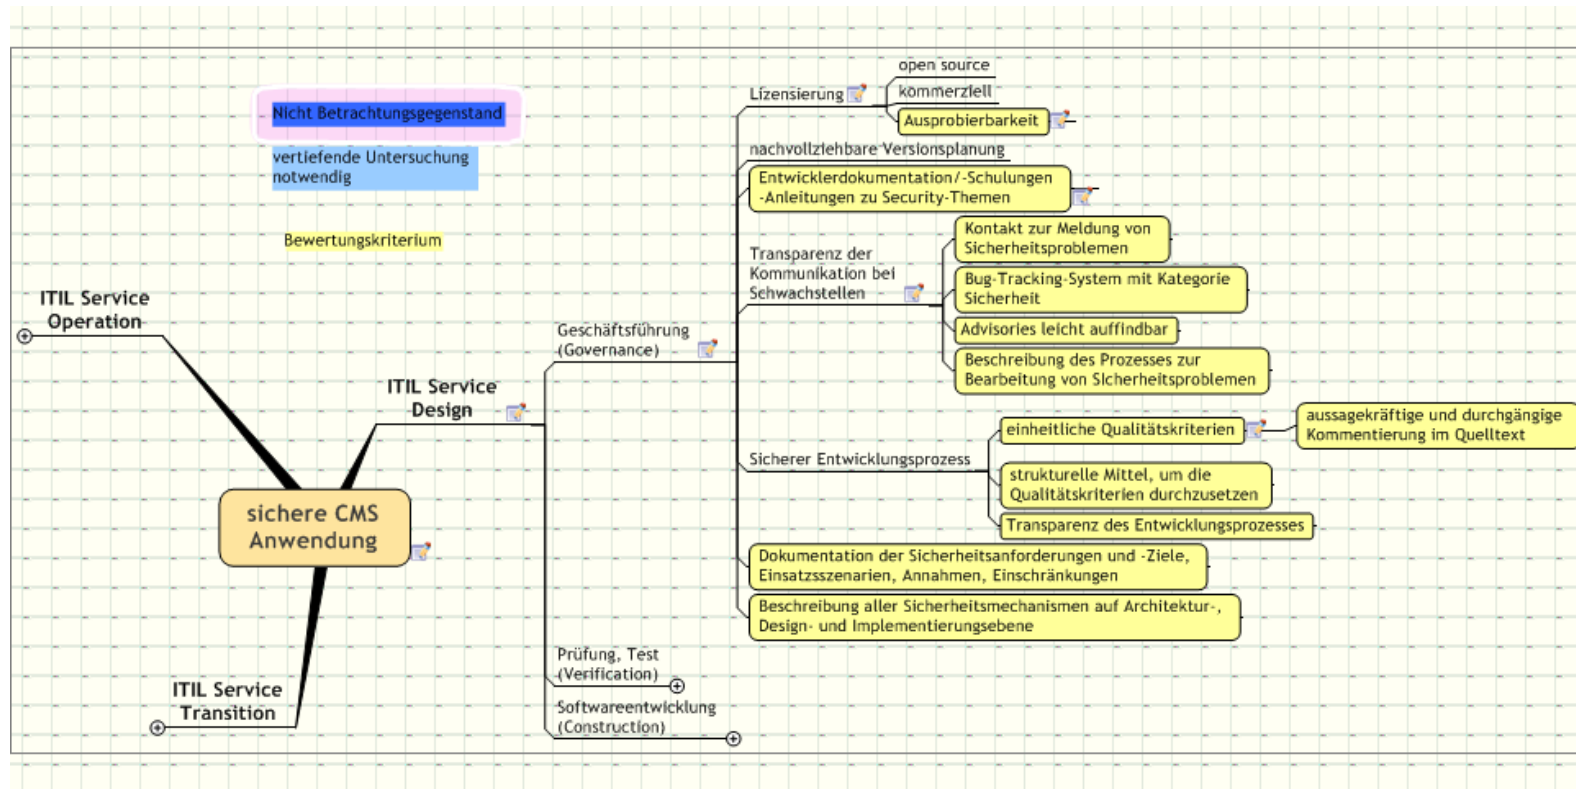 Nicht Betrachtungsgegenstand
vertiefende Untersuchung
notwendig
Bewertungskriterium
ITIL Service
Operation
ITIL Service
Design
sichere CMS
Anwendung
ITIL Service
Transition
Geschäftsführung
(Governance)
Lizensierung
open source
kommerziell
Ausprobierbarkeit
nachvollziehbare Versionsplanung
Entwicklerdokumentation/-Schulungen
-Anleitungen zu Security-Themen
Transparenz der
Kommunikation bei
Schwachstellen
Kontakt zur Meldung von
Sicherheitsproblemen
Bug-Tracking-System mit Kategorie
Sicherheit
Advisories leicht auffindbar
Beschreibung des Prozesses zur
Bearbeitung von Sicherheitsproblemen
Sicherer Entwicklungsprozess
einheitliche Qualitätskriterien
aussagekräftige und durchgängige
Kommentierung im Quelltext
strukturelle Mittel, um die
Qualitätskriterien durchzusetzen
Transparenz des Entwicklungsprozesses
Dokumentation der Sicherheitsanforderungen und -Ziele,
Einsatzsszenarien, Annahmen, Einschränkungen
Beschreibung aller Sicherheitsmechanismen auf Architektur-,
Design- und Implementierungsebene
Prüfung, Test
(Verification)
Softwareentwicklung
(Construction)